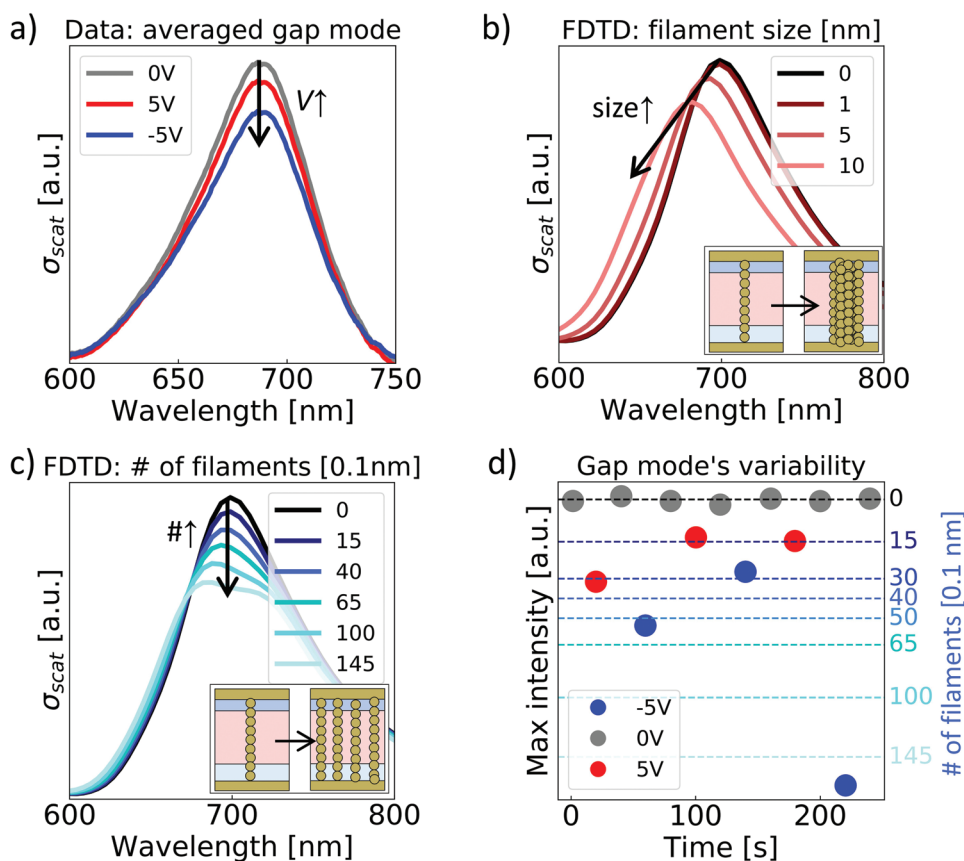 a) Data: averaged gap mode
0V
5V
-5V
V↑
σscat [a.u.]
600 650 700 750
Wavelength [nm]
b) FDTD: filament size [nm]
0
1
5
10
size↑
σscat [a.u.]
600 700 800
Wavelength [nm]
c) FDTD: # of filaments [0.1nm]
0
15
40
65
100
145
#↑
σscat [a.u.]
600 700 800
Wavelength [nm]
d) Gap mode's variability
Max intensity [a.u.]
-5V
0V
5V
0
15
30
40
50
65
100
145
# of filaments [0.1 nm]
0 100 200
Time [s]